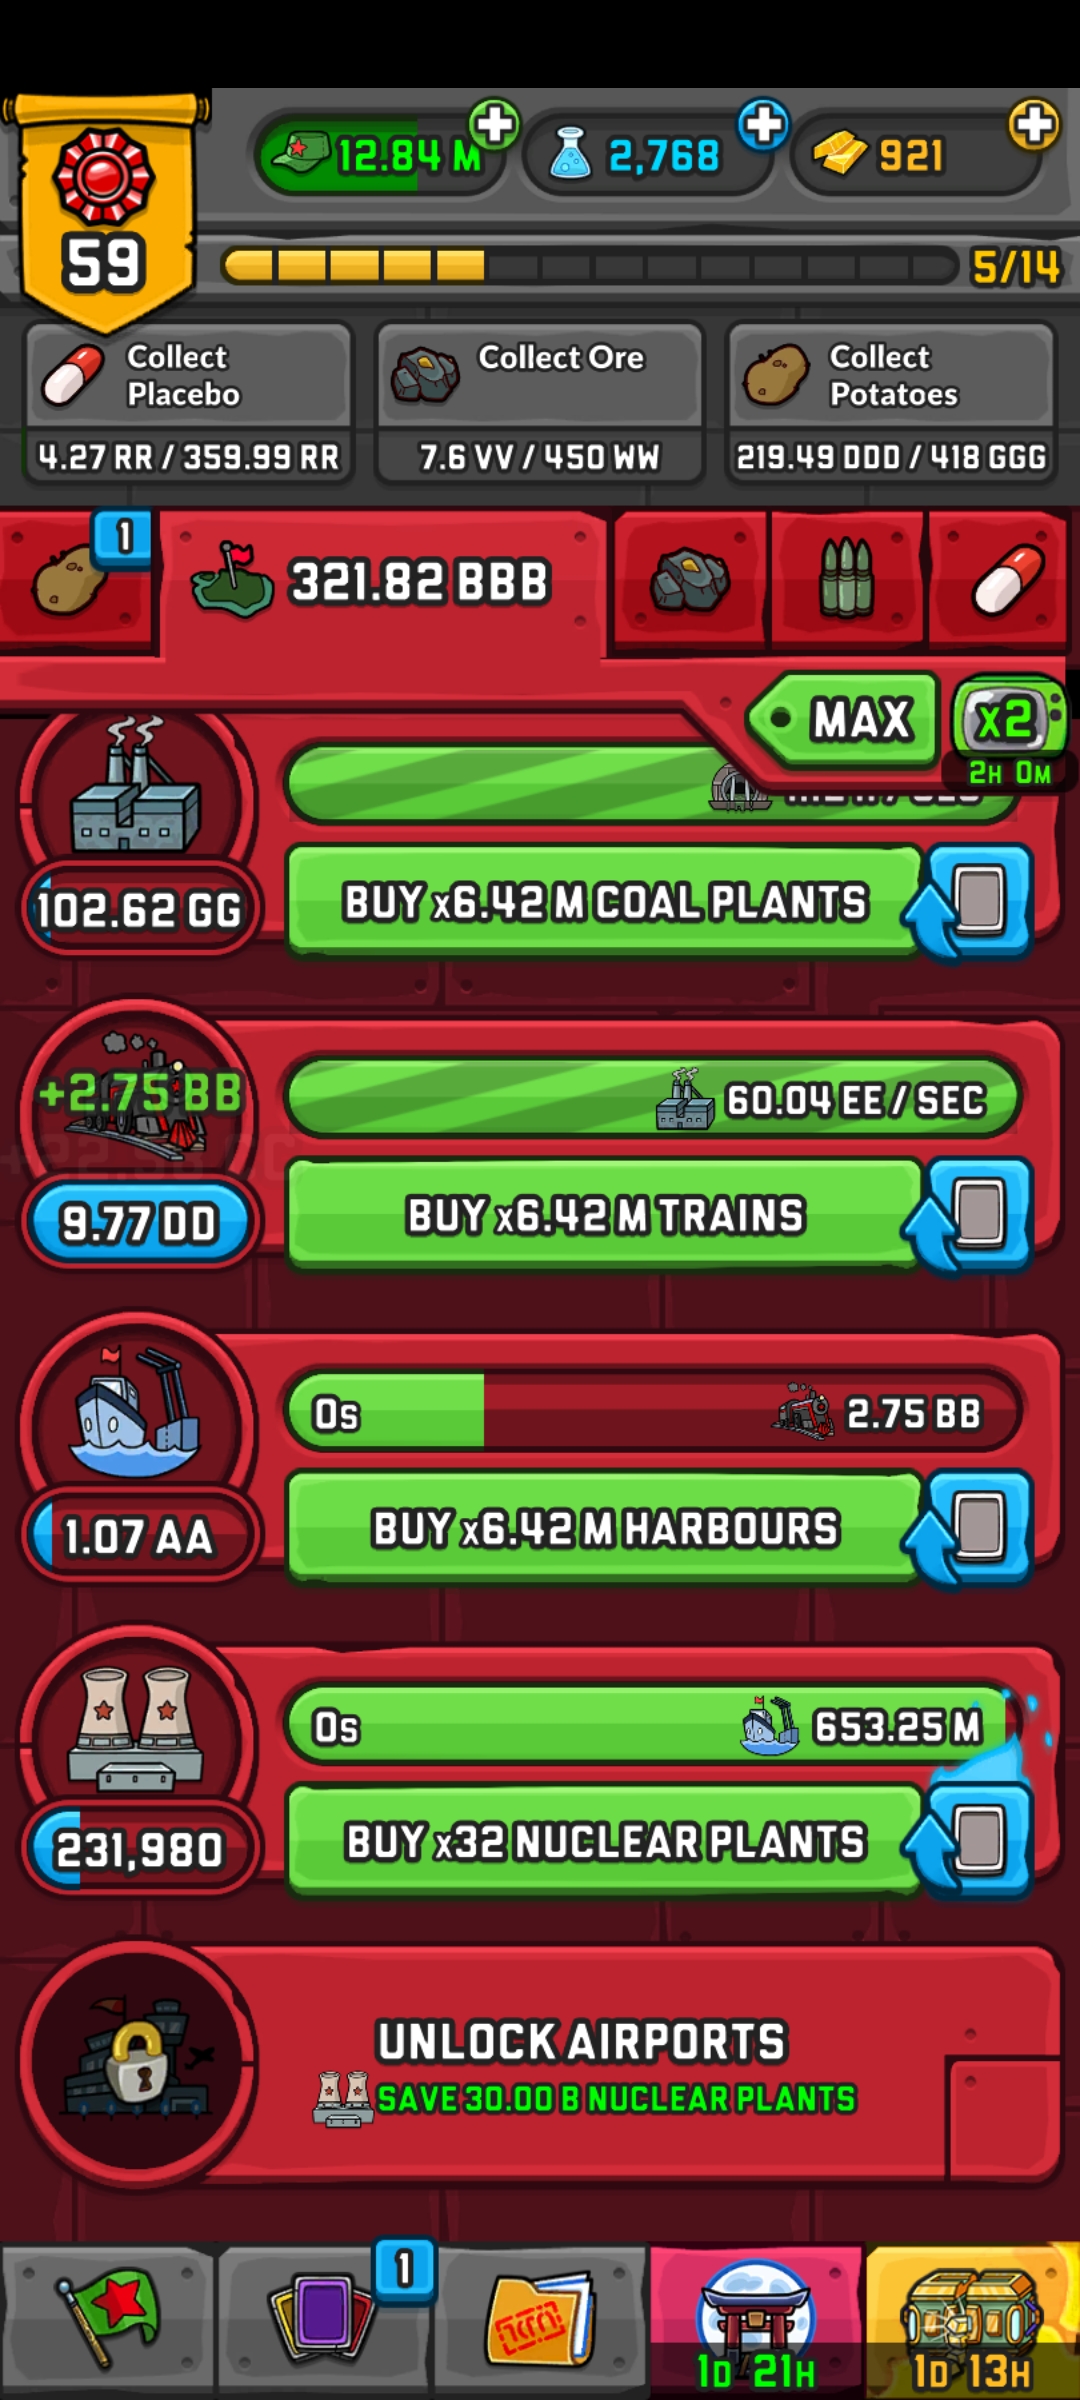 12.84 M
2,768
921
59
5/14
Collect
Placebo
4.27 RR / 359.99 RR
Collect Ore
7.6 VV / 450 WW
Collect
Potatoes
219.49 DDD / 418 GGG
1
321.82 BBB
MAX
x2
2H 0M
102.62 GG
BUY x6.42 M COAL PLANTS
+2.75 BB
60.04 EE / SEC
9.77 DD
BUY x6.42 M TRAINS
0s
2.75 BB
1.07 AA
BUY x6.42 M HARBOURS
0s
653.25 M
231,980
BUY x32 NUCLEAR PLANTS
UNLOCK AIRPORTS
SAVE 30.00 B NUCLEAR PLANTS
1
1D 21H
1D 13H